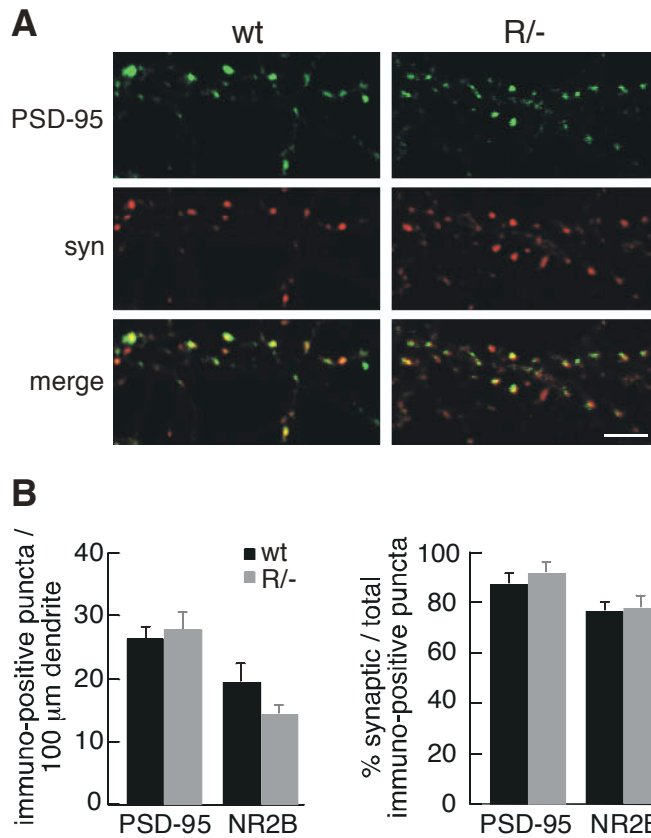 A
wt
R/-
PSD-95
syn
merge
B
immuno-positive puncta /
100 µm dendrite
40
30
20
10
0
wt
R/-
PSD-95
NR2B
% synaptic / total
immuno-positive puncta
100
80
60
40
20
0
PSD-95
NR2B